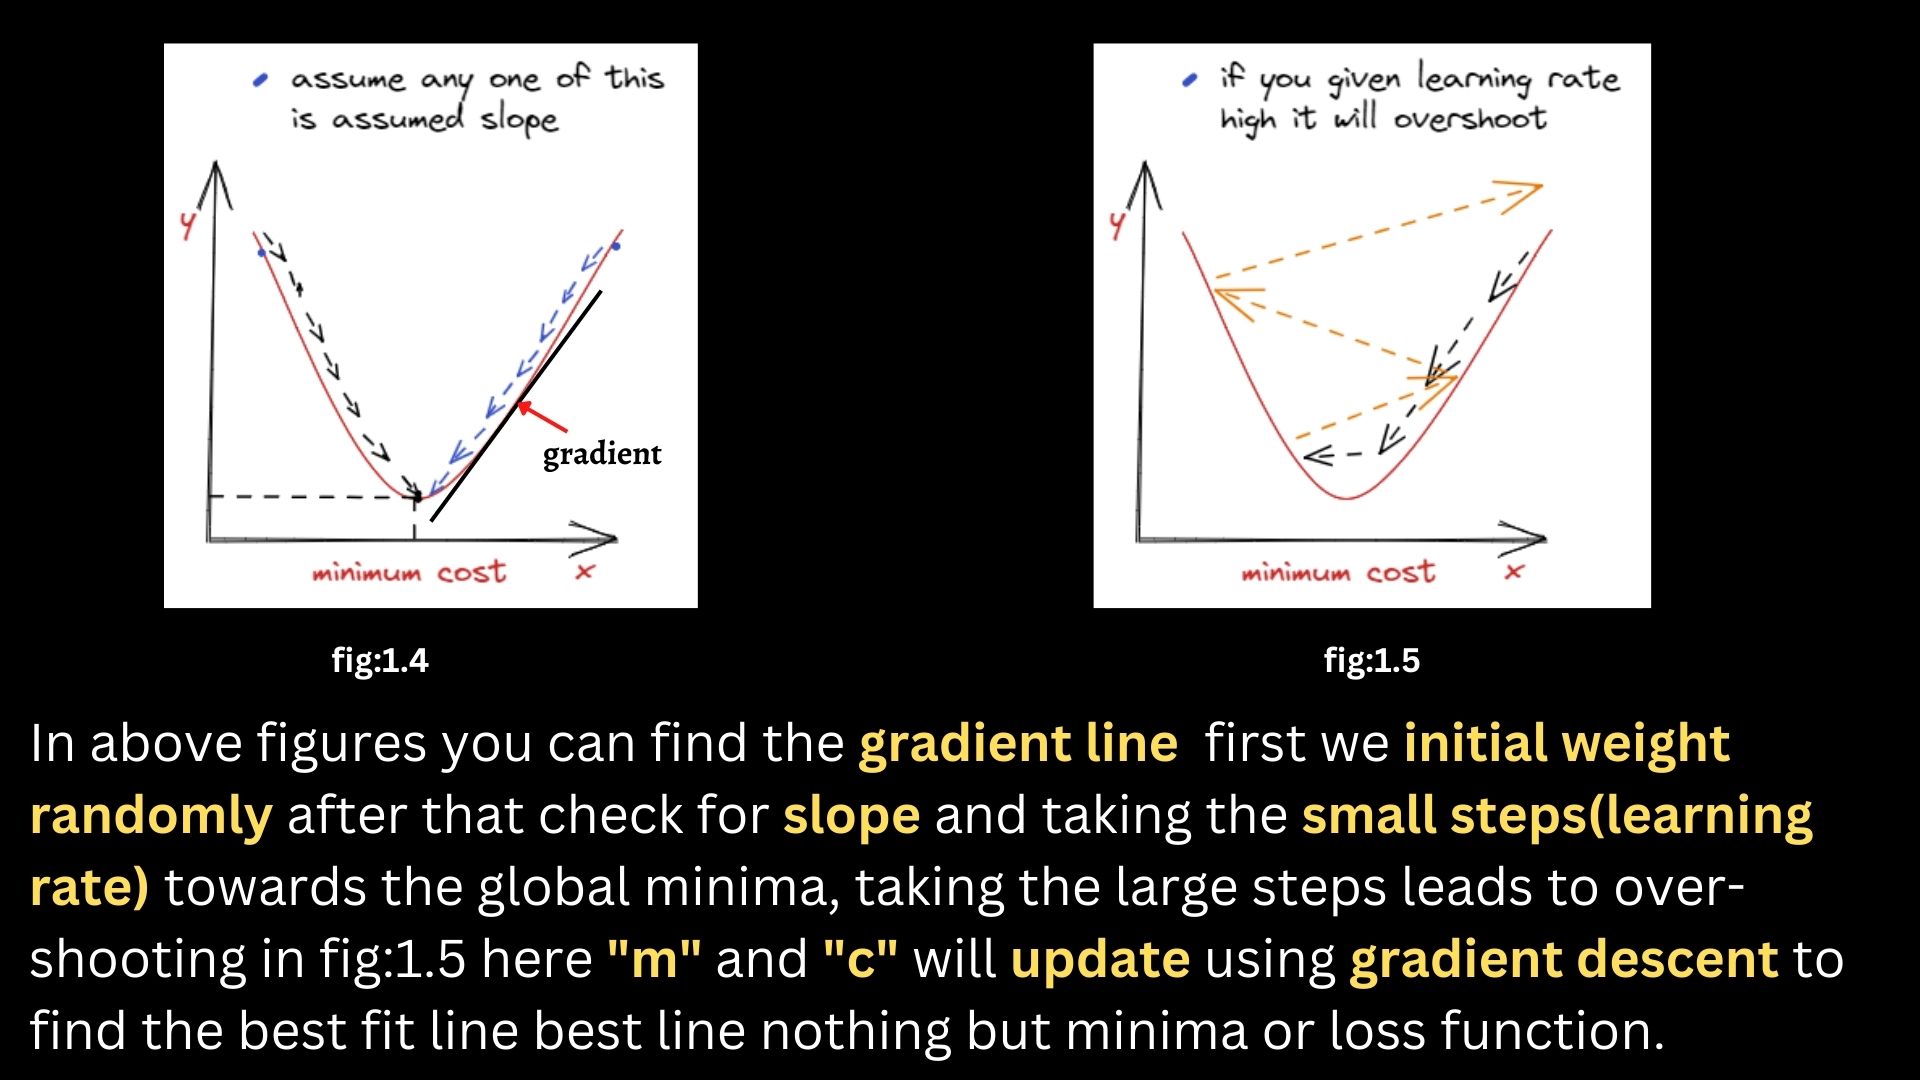 assume any one of this
is assumed slope
y
gradient
minimum cost x
fig:1.4
if you given learning rate
high it will overshoot
y
minimum cost x
fig:1.5
In above figures you can find the gradient line  first we initial weight
randomly after that check for slope and taking the small steps(learning
rate) towards the global minima, taking the large steps leads to over-
shooting in fig:1.5 here "m" and "c" will update using gradient descent to
find the best fit line best line nothing but minima or loss function.